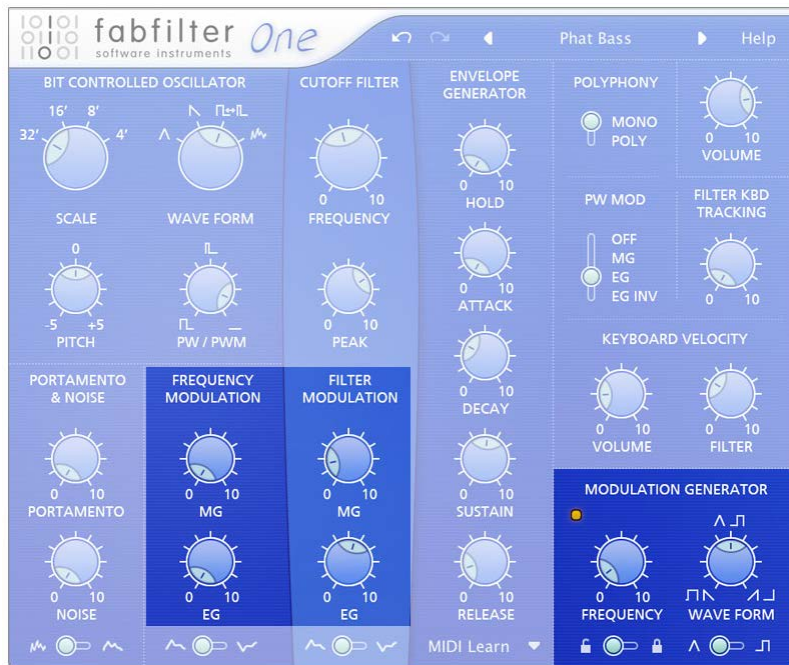 fabfilter One
software instruments
Phat Bass
Help
BIT CONTROLLED OSCILLATOR
32' 16' 8' 4'
SCALE
WAVE FORM
0
-5 +5
PITCH
PW / PWM
CUTOFF FILTER
0 10
FREQUENCY
0 10
PEAK
ENVELOPE
GENERATOR
0 10
HOLD
0 10
ATTACK
0 10
DECAY
0 10
SUSTAIN
0 10
RELEASE
POLYPHONY
MONO
POLY
0 10
VOLUME
PW MOD
OFF
MG
EG
EG INV
FILTER KBD
TRACKING
0 10
KEYBOARD VELOCITY
0 10
VOLUME
0 10
FILTER
PORTAMENTO
& NOISE
0 10
PORTAMENTO
0 10
NOISE
FREQUENCY
MODULATION
0 10
MG
0 10
EG
FILTER
MODULATION
0 10
MG
0 10
EG
MODULATION GENERATOR
0 10
FREQUENCY
WAVE FORM
MIDI Learn